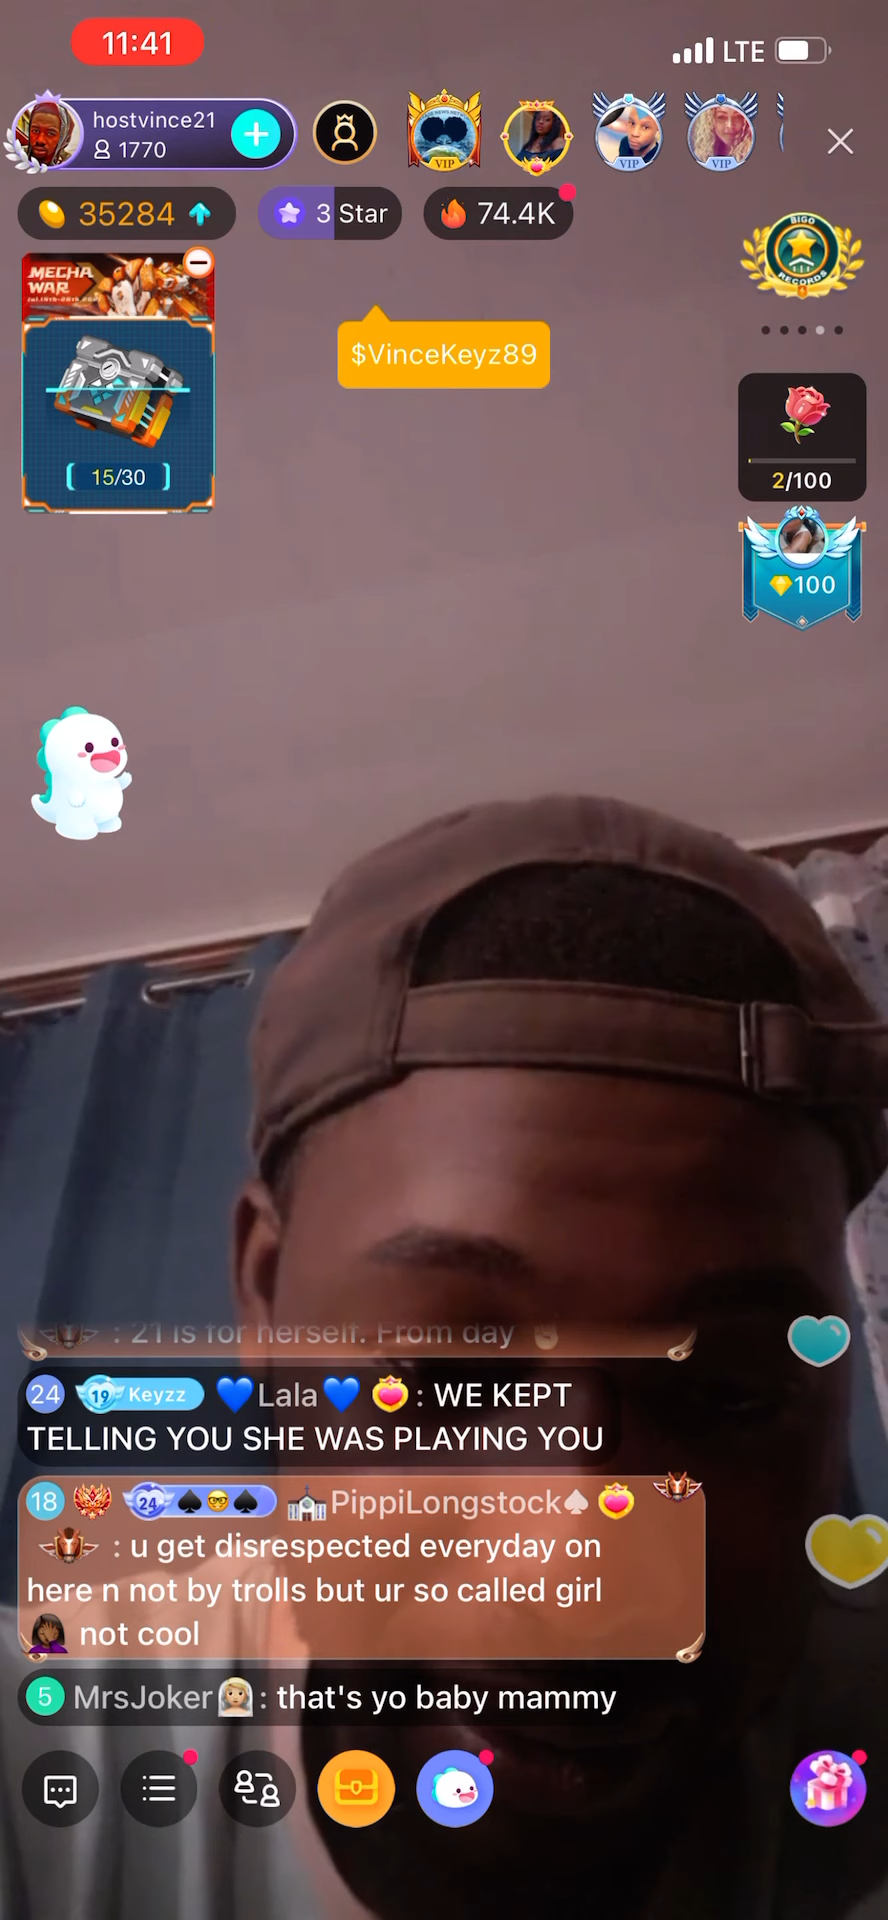 11:41
LTE
hostvince21
1770
VIP
VIP
VIP
35284
3 Star
74.4K
BIGO
RECORDS
MECHA
WAR
$VinceKeyz89
15/30
2/100
100
: 21 is for herself. From day
24 19 Keyzz 💙Lala💙 : WE KEPT
TELLING YOU SHE WAS PLAYING YOU
18 24 ♠️🤓♠️ 💒PippiLongstock♠️
: u get disrespected everyday on
here n not by trolls but ur so called girl
🤦🏾‍♀️ not cool
5 MrsJoker👰🏼: that's yo baby mammy